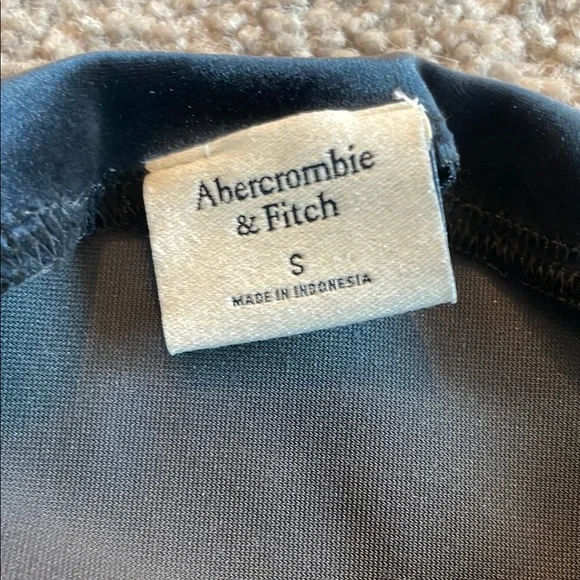 Abercrombie
& Fitch
S
MADE IN INDONESIA